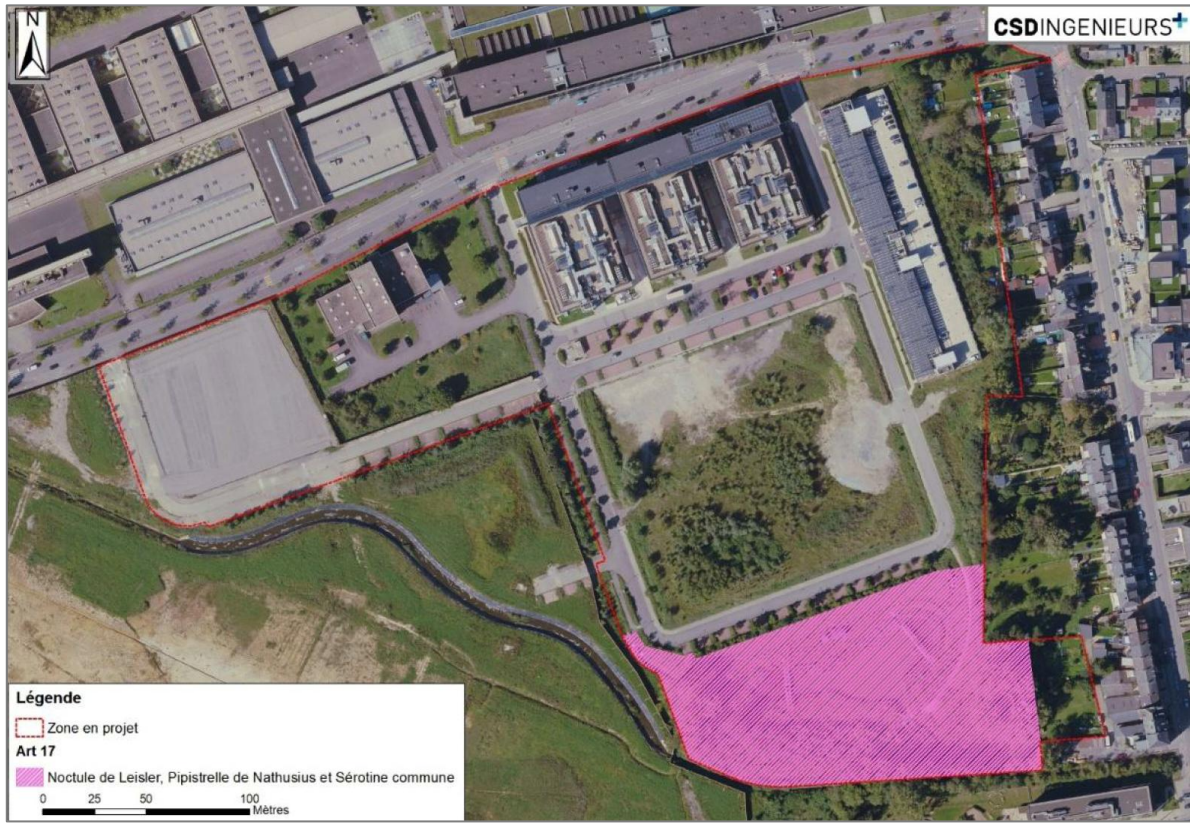 N
CSDINGENIEURS+
Légende
Zone en projet
Art 17
Noctule de Leisler, Pipistrelle de Nathusius et Sérotine commune
0 25 50 100
Mètres